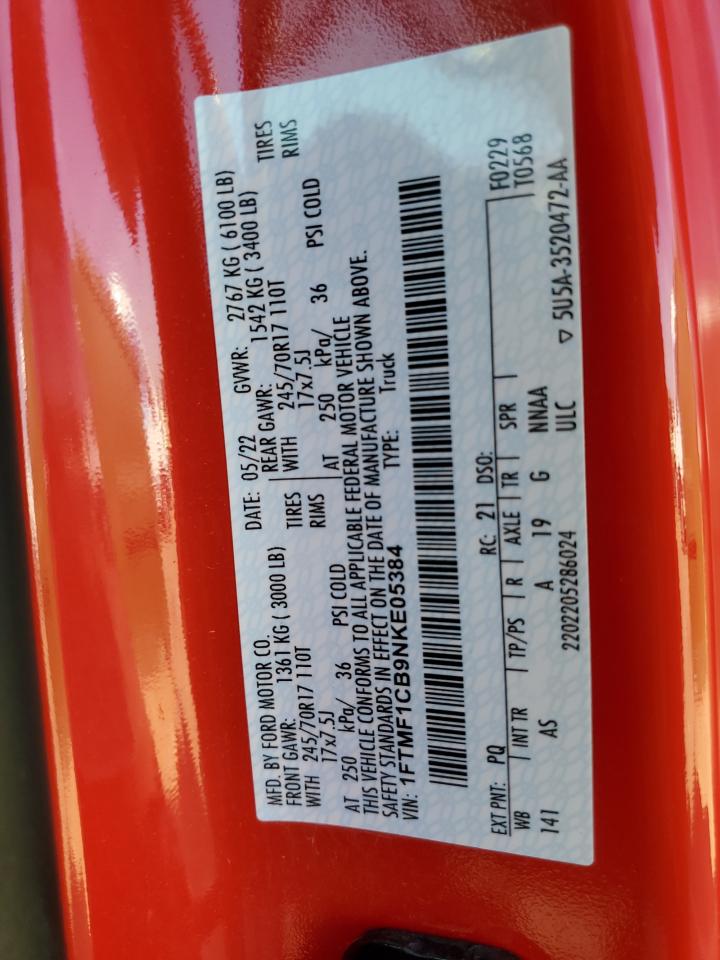 MFD. BY FORD MOTOR CO. DATE: 05/22 GVWR: 2767 KG ( 6100 LB)
FRONT GAWR: 1361 KG ( 3000 LB) REAR GAWR: 1542 KG ( 3400 LB)
WITH 245/70R17 110T TIRES WITH 245/70R17 110T TIRES
17x7.5J RIMS 17x7.5J RIMS
AT 250 kPa/ 36 PSI COLD AT 250 kPa/ 36 PSI COLD
THIS VEHICLE CONFORMS TO ALL APPLICABLE FEDERAL MOTOR VEHICLE
SAFETY STANDARDS IN EFFECT ON THE DATE OF MANUFACTURE SHOWN ABOVE.
VIN: 1FTMF1CB9NKE05384 TYPE: Truck
EXT PNT: PQ RC: 21 DSO: F0229
WB INT TR TP/PS R AXLE TR SPR T0568
141 AS A 19 G NNAA
2202205286024 ULC ▽ 5U5A-3520472-AA